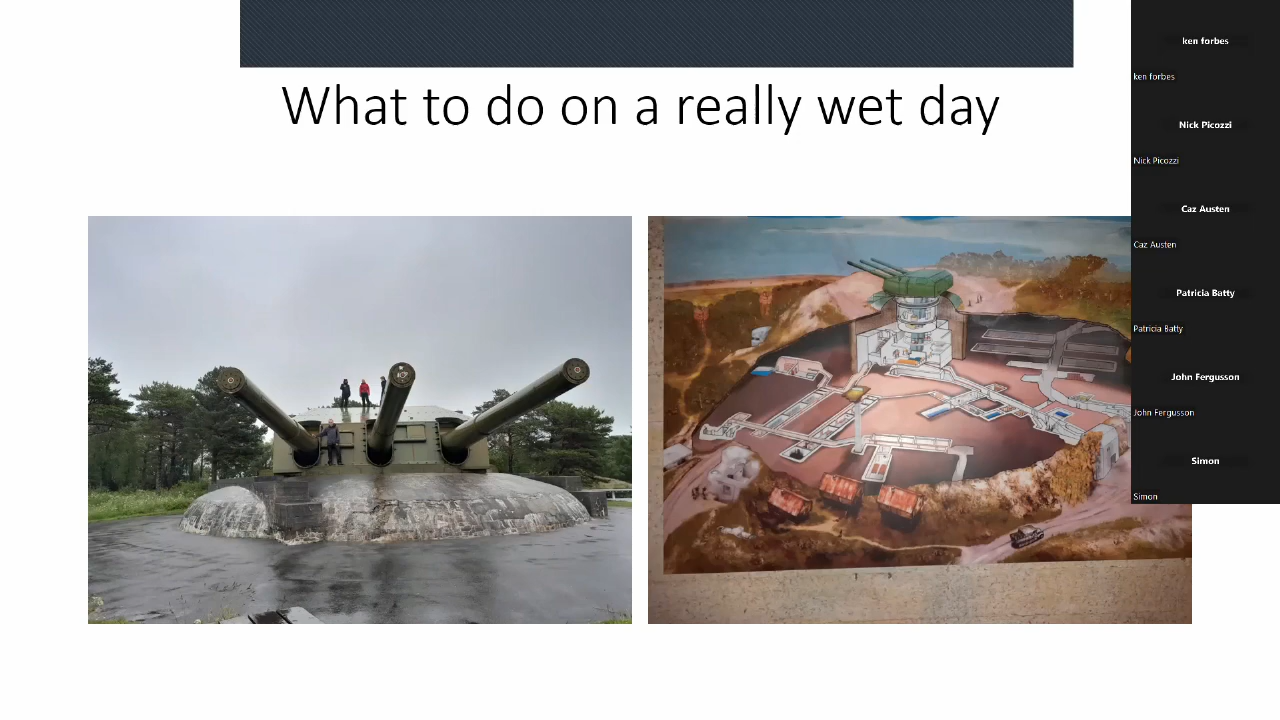 What to do on a really wet day
ken forbes
ken forbes
Nick Picozzi
Nick Picozzi
Caz Austen
Caz Austen
Patricia Batty
Patricia Batty
John Fergusson
John Fergusson
Simon
Simon